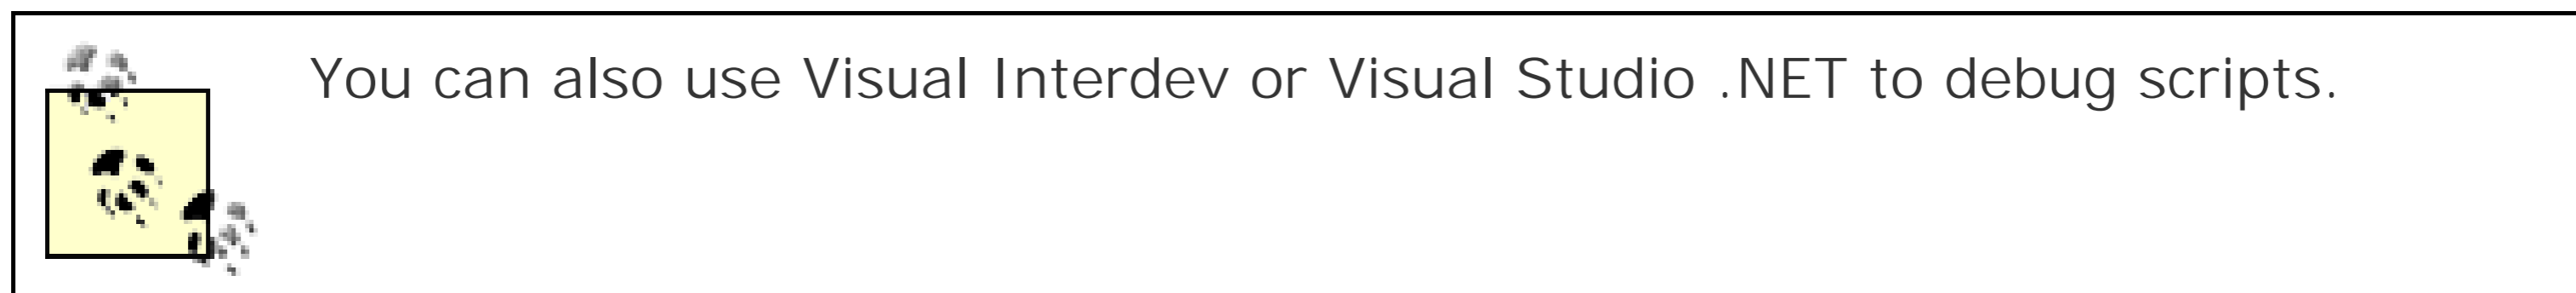 You can also use Visual Interdev or Visual Studio .NET to debug scripts.